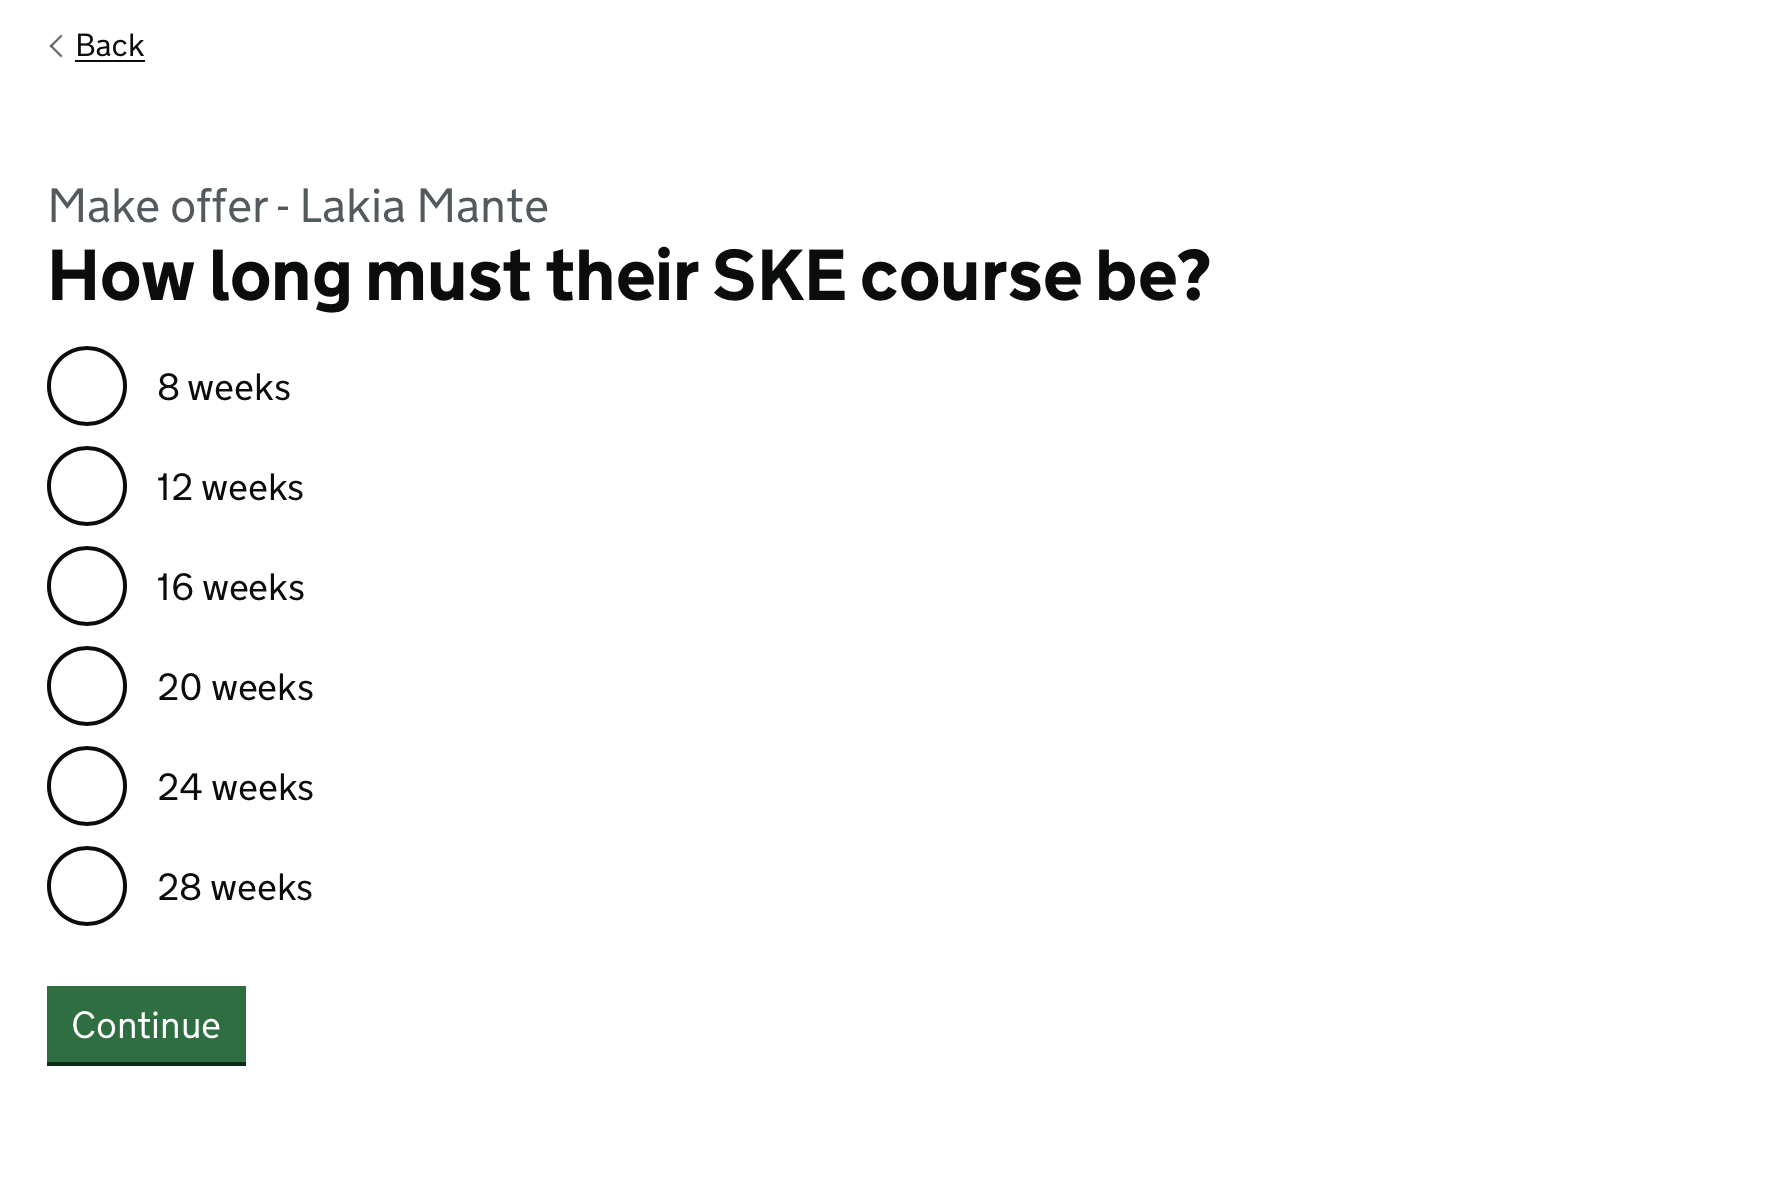 Back
Make offer - Lakia Mante
How long must their SKE course be?
8 weeks
12 weeks
16 weeks
20 weeks
24 weeks
28 weeks
Continue